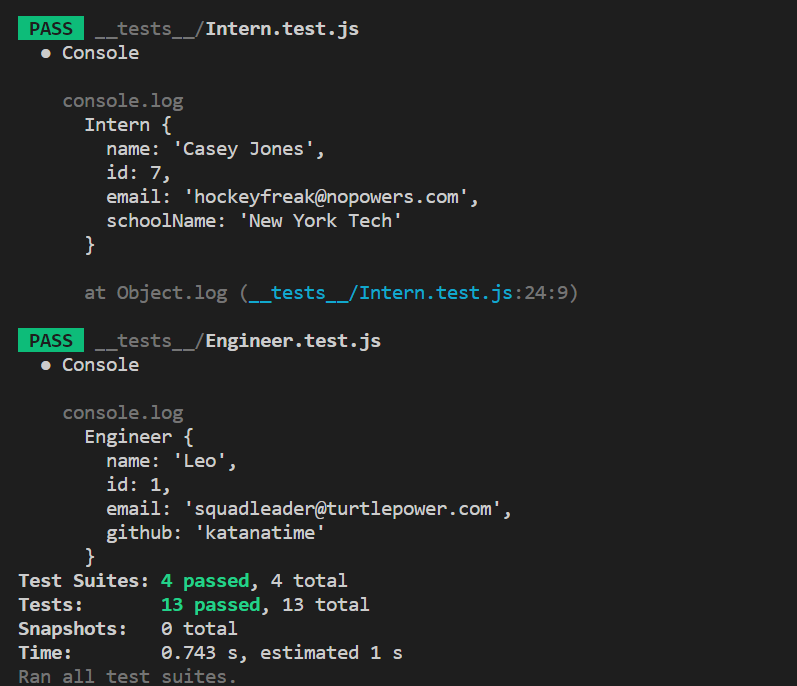 PASS __tests__/Intern.test.js
● Console
console.log
Intern {
name: 'Casey Jones',
id: 7,
email: 'hockeyfreak@nopowers.com',
schoolName: 'New York Tech'
}
at Object.log (__tests__/Intern.test.js:24:9)
PASS __tests__/Engineer.test.js
● Console
console.log
Engineer {
name: 'Leo',
id: 1,
email: 'squadleader@turtlepower.com',
github: 'katanatime'
}
Test Suites: 4 passed, 4 total
Tests: 13 passed, 13 total
Snapshots: 0 total
Time: 0.743 s, estimated 1 s
Ran all test suites.